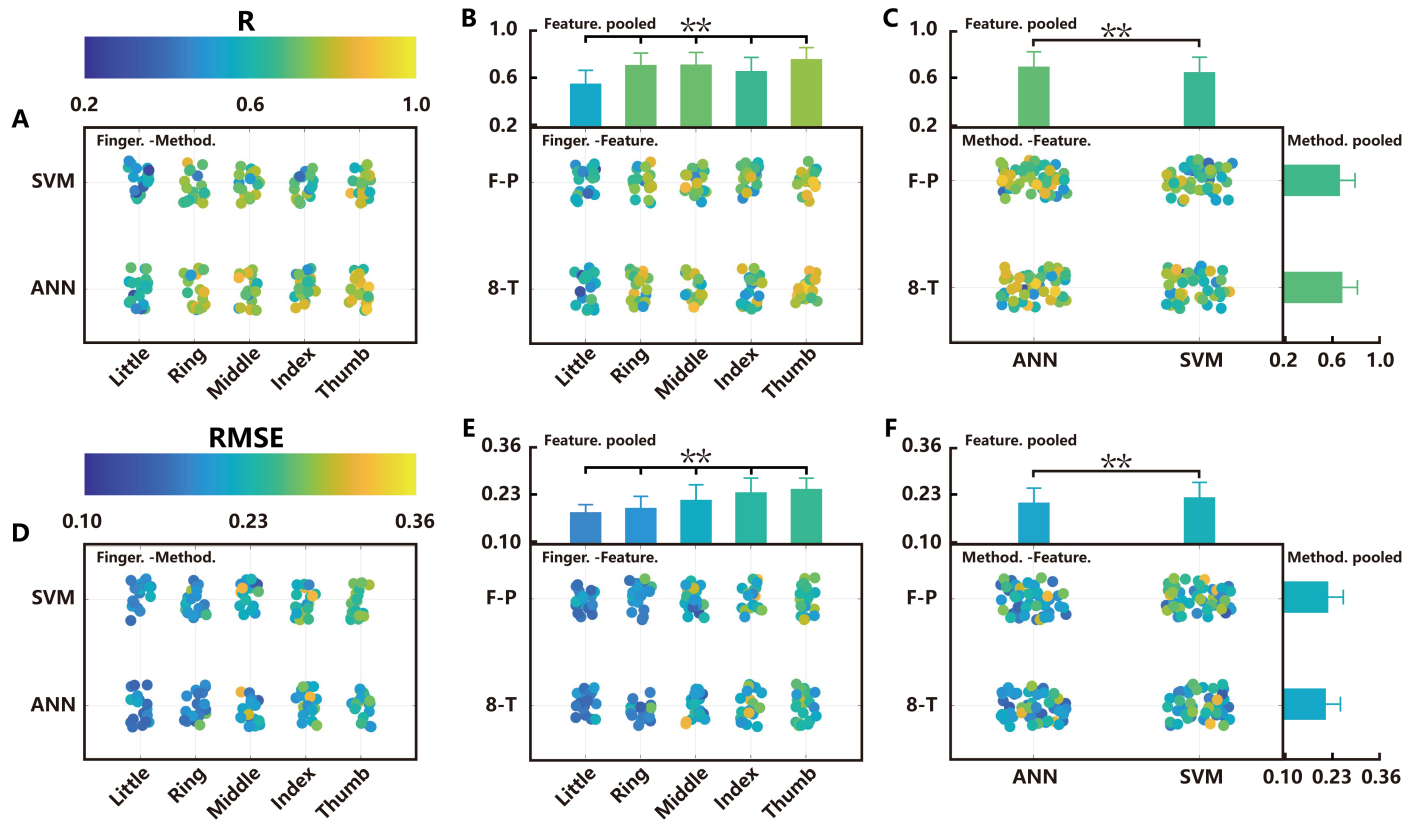 R
0.2 0.6 1.0
A
Finger. -Method.
SVM
ANN
Little Ring Middle Index Thumb
B
Feature. pooled
**
1.0
0.6
0.2
Finger. -Feature.
F-P
8-T
Little Ring Middle Index Thumb
C
Feature. pooled
**
1.0
0.6
0.2
Method. -Feature.
Method. pooled
F-P
8-T
ANN SVM
0.2 0.6 1.0
RMSE
0.10 0.23 0.36
D
Finger. -Method.
SVM
ANN
Little Ring Middle Index Thumb
E
Feature. pooled
**
0.36
0.23
0.10
Finger. -Feature.
F-P
8-T
Little Ring Middle Index Thumb
F
Feature. pooled
**
0.36
0.23
0.10
Method. -Feature.
Method. pooled
F-P
8-T
ANN SVM
0.10 0.23 0.36